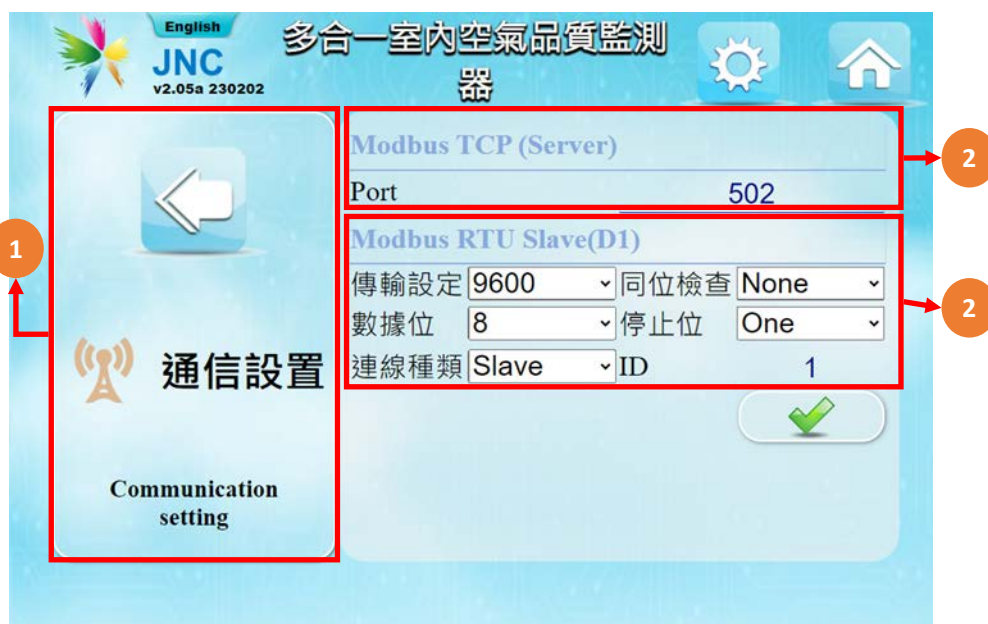 English
JNC
v2.05a 230202
多合一室內空氣品質監測
器
1
通信設置
Communication
setting
Modbus TCP (Server)
Port 502
2
Modbus RTU Slave(D1)
傳輸設定 9600 同位檢查 None
數據位 8 停止位 One
連線種類 Slave ID 1
2